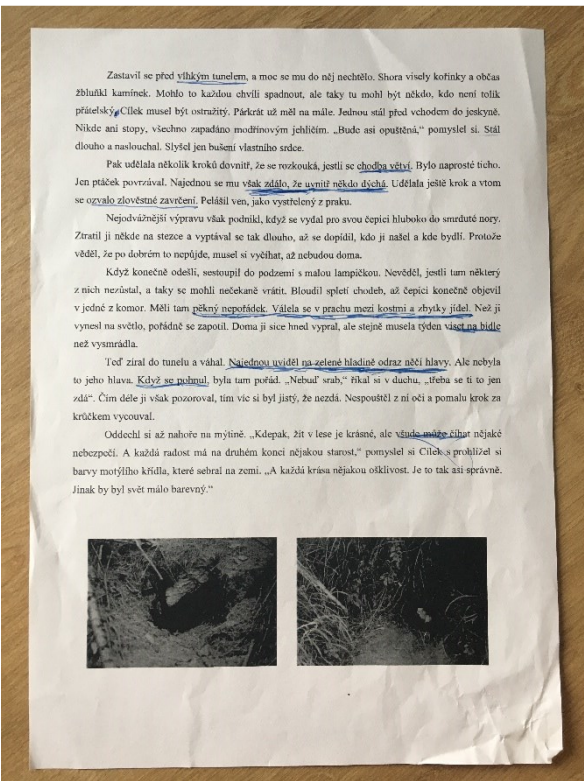 Zastavil se před vlhkým tunelem, a moc se mu do něj nechtělo. Shora visely kořínky a občas
žbluňkl kamínek. Mohlo to každou chvíli spadnout, ale taky tu mohl být někdo, kdo není tolik
přátelský. Cílek musel být ostražitý. Párkrát už měl na mále. Jednou stál před vchodem do jeskyně.
Nikde ani stopy, všechno zapadáno modřínovým jehličím. „Bude asi opuštěná,“ pomyslel si. Stál
dlouho a naslouchal. Slyšel jen bušení vlastního srdce.
Pak udělala několik kroků dovnitř, že se rozkouká, jestli se chodba větví. Bylo naprosté ticho.
Jen ptáček povrzával. Najednou se mu však zdálo, že uvnitř někdo dýchá. Udělala ještě krok a vtom
se ozvalo zlověstné zavrčení. Pelášil ven, jako vystřelený z praku.
Nejodvážnější výpravu však podnikl, když se vydal pro svou čepici hluboko do smrduté nory.
Ztratil ji někde na stezce a vyptával se tak dlouho, až se dopídil, kdo ji našel a kde bydlí. Protože
věděl, že po dobrém to nepůjde, musel si vyčíhat, až nebudou doma.
Když konečně odešli, sestoupil do podzemí s malou lampičkou. Nevěděl, jestli tam některý
z nich nezůstal, a taky se mohli nečekaně vrátit. Bloudil spletí chodeb, až čepici konečně objevil
v jedné z komor. Měli tam pěkný nepořádek. Válela se v prachu mezi kostmi a zbytky jídel. Než ji
vynesl na světlo, pořádně se zapotil. Doma ji sice hned vypral, ale stejně musela týden viset na bidle
než vysmrádla.
Teď zíral do tunelu a váhal. Najednou uviděl na zelené hladině odraz něčí hlavy. Ale nebyla
to jeho hlava. Když se pohnul, byla tam pořád. „Nebuď srab,“ říkal si v duchu, „třeba se ti to jen
zdá“. Čím déle ji však pozoroval, tím víc si byl jistý, že nezdá. Nespouštěl z ní oči a pomalu krok za
krůčkem vycouval.
Oddechl si až nahoře na mýtině. „Kdepak, žít v lese je krásné, ale všude může číhat nějaké
nebezpečí. A každá radost má na druhém konci nějakou starost,“ pomyslel si Cílek a prohlížel si
barvy motýlího křídla, které sebral na zemi. „A každá krása nějakou ošklivost. Je to tak asi správně.
Jinak by byl svět málo barevný.“